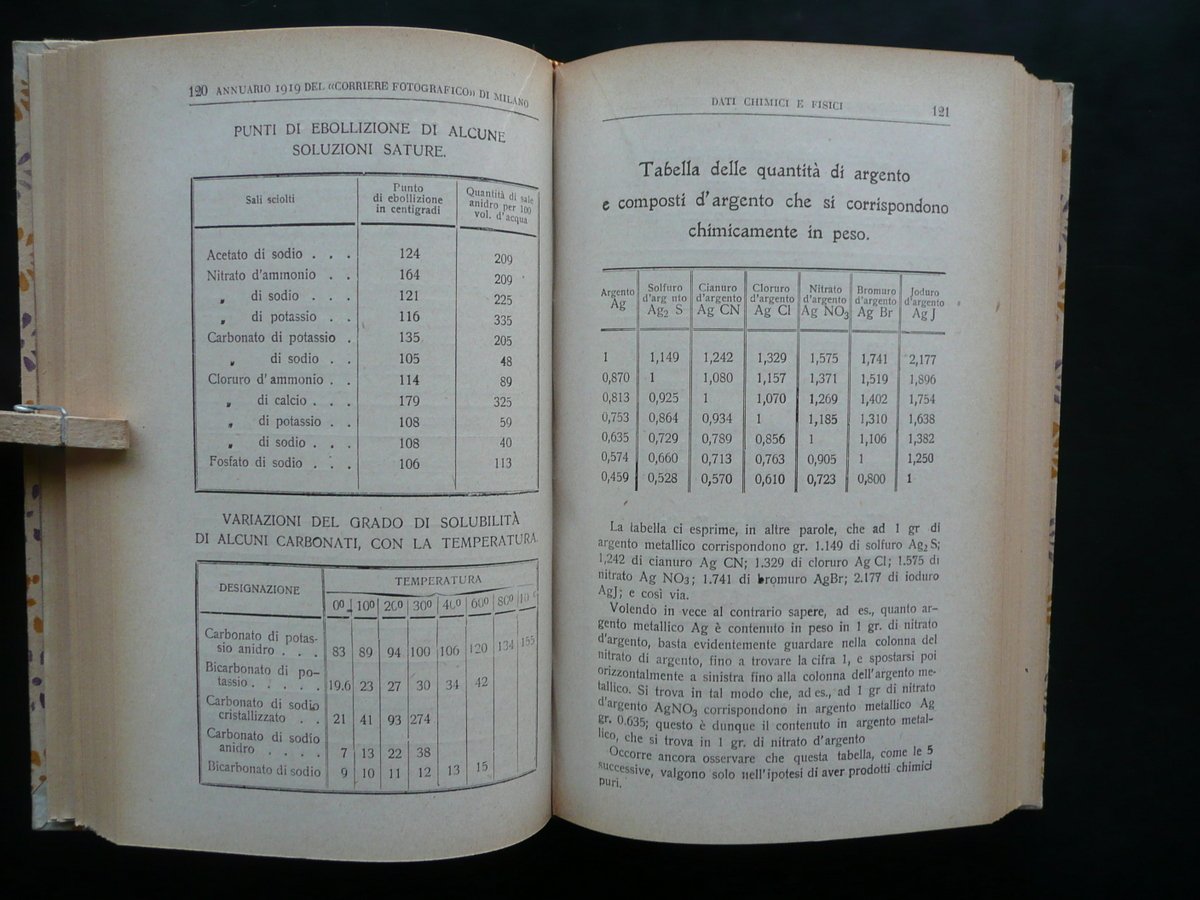 120 ANNUARIO 1919 DEL «CORRIERE FOTOGRAFICO» DI MILANO
PUNTI DI EBOLLIZIONE DI ALCUNE
SOLUZIONI SATURE.
Sali sciolti | Punto di ebollizione in centigradi | Quantità di sale anidro per 100 vol. d'acqua
Acetato di sodio . . . 124 209
Nitrato d'ammonio . . 164 209
„ di sodio . . . 121 225
„ di potassio . . 116 335
Carbonato di potassio . 135 205
„ di sodio . . 105 48
Cloruro d'ammonio . . 114 89
„ di calcio . . . 179 325
„ di potassio . . 108 59
„ di sodio . . . 108 40
Fosfato di sodio . . . 106 113
VARIAZIONI DEL GRADO DI SOLUBILITÀ
DI ALCUNI CARBONATI, CON LA TEMPERATURA.
DESIGNAZIONE | TEMPERATURA
0º 10º 20º 30º 40º 60º 80º
Carbonato di potas-
sio anidro . . . 83 89 94 100 106 120 134 155
Bicarbonato di po-
tassio . . . . . 19.6 23 27 30 34 42
Carbonato di sodio
cristallizzato . . 21 41 93 274
Carbonato di sodio
anidro . . . . 7 13 22 38
Bicarbonato di sodio 9 10 11 12 13 15
DATI CHIMICI E FISICI 121
Tabella delle quantità di argento
e composti d'argento che si corrispondono
chimicamente in peso.
Argento Ag | Solfuro d'arg nto Ag2 S | Cianuro d'argento Ag CN | Cloruro d'argento Ag Cl | Nitrato d'argento Ag NO3 | Bromuro d'argento Ag Br | Joduro d'argento Ag J
1 1,149 1,242 1,329 1,575 1,741 2,177
0,870 1 1,080 1,157 1,371 1,519 1,896
0,813 0,925 1 1,070 1,269 1,402 1,754
0,753 0,864 0,934 1 1,185 1,310 1,638
0,635 0,729 0,789 0,856 1 1,106 1,382
0,574 0,660 0,713 0,763 0,905 1 1,250
0,459 0,528 0,570 0,610 0,723 0,800 1
La tabella ci esprime, in altre parole, che ad 1 gr di
argento metallico corrispondono gr. 1.149 di solfuro Ag2 S;
1,242 di cianuro Ag CN; 1.329 di cloruro Ag Cl; 1.575 di
nitrato Ag NO3; 1.741 di bromuro AgBr; 2.177 di ioduro
AgJ; e così via.
Volendo in vece al contrario sapere, ad es., quanto ar-
gento metallico Ag è contenuto in peso in 1 gr. di nitrato
d'argento, basta evidentemente guardare nella colonna del
nitrato di argento, fino a trovare la cifra 1, e spostarsi poi
orizzontalmente a sinistra fino alla colonna dell'argento me-
tallico. Si trova in tal modo che, ad es., ad 1 gr di nitrato
d'argento AgNO3 corrispondono in argento metallico Ag
gr. 0.635; questo è dunque il contenuto in argento metal-
lico, che si trova in 1 gr. di nitrato d'argento
Occorre ancora osservare che questa tabella, come le 5
successive, valgono solo nell'ipotesi di aver prodotti chimici
puri.